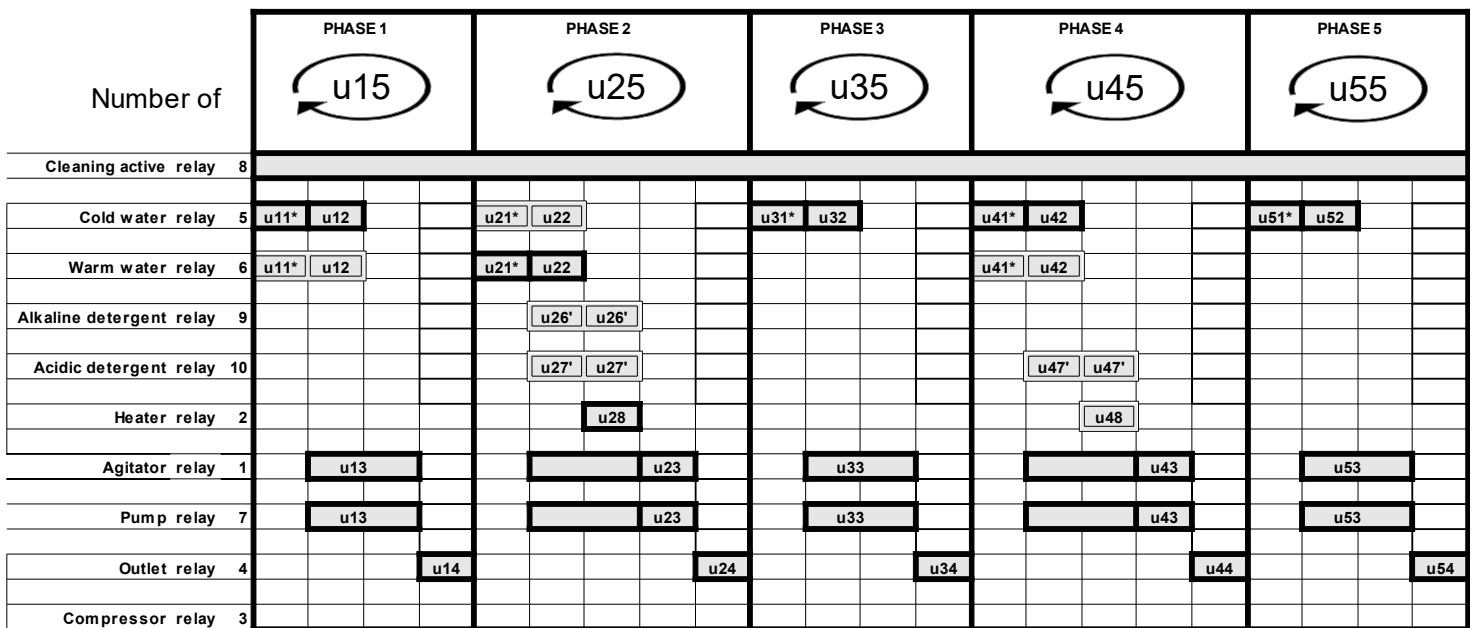 PHASE 1 PHASE 2 PHASE 3 PHASE 4 PHASE 5
Number of u15 u25 u35 u45 u55
Cleaning active relay 8
Cold water relay 5 u11* u12 u21* u22 u31* u32 u41* u42 u51* u52
Warm water relay 6 u11* u12 u21* u22 u41* u42
Alkaline detergent relay 9 u26' u26'
Acidic detergent relay 10 u27' u27' u47' u47'
Heater relay 2 u28 u48
Agitator relay 1 u13 u23 u33 u43 u53
Pump relay 7 u13 u23 u33 u43 u53
Outlet relay 4 u14 u24 u34 u44 u54
Compressor relay 3